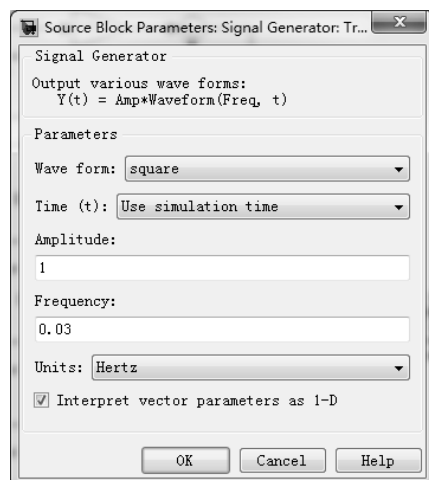 Source Block Parameters: Signal Generator: Tr...
Signal Generator
Output various wave forms:
Y(t) = Amp*Waveform(Freq, t)
Parameters
Wave form: square
Time (t): Use simulation time
Amplitude:
1
Frequency:
0.03
Units: Hertz
Interpret vector parameters as 1-D
OK Cancel Help